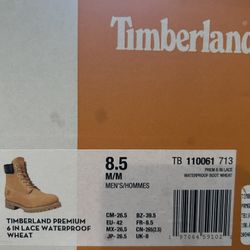 Timberland
8.5
M/M
MEN'S/HOMMES
TB 110061 713
PREM 6 IN LACE
WATERPROOF BOOT WHEAT
TIMBERLAND PREMIUM
6 IN LACE WATERPROOF
WHEAT
CM-26.5 BZ-39.5
EU-42 FR-8.5
MX-26.5 CN-265(2.5)
JP-26.5 UK-8